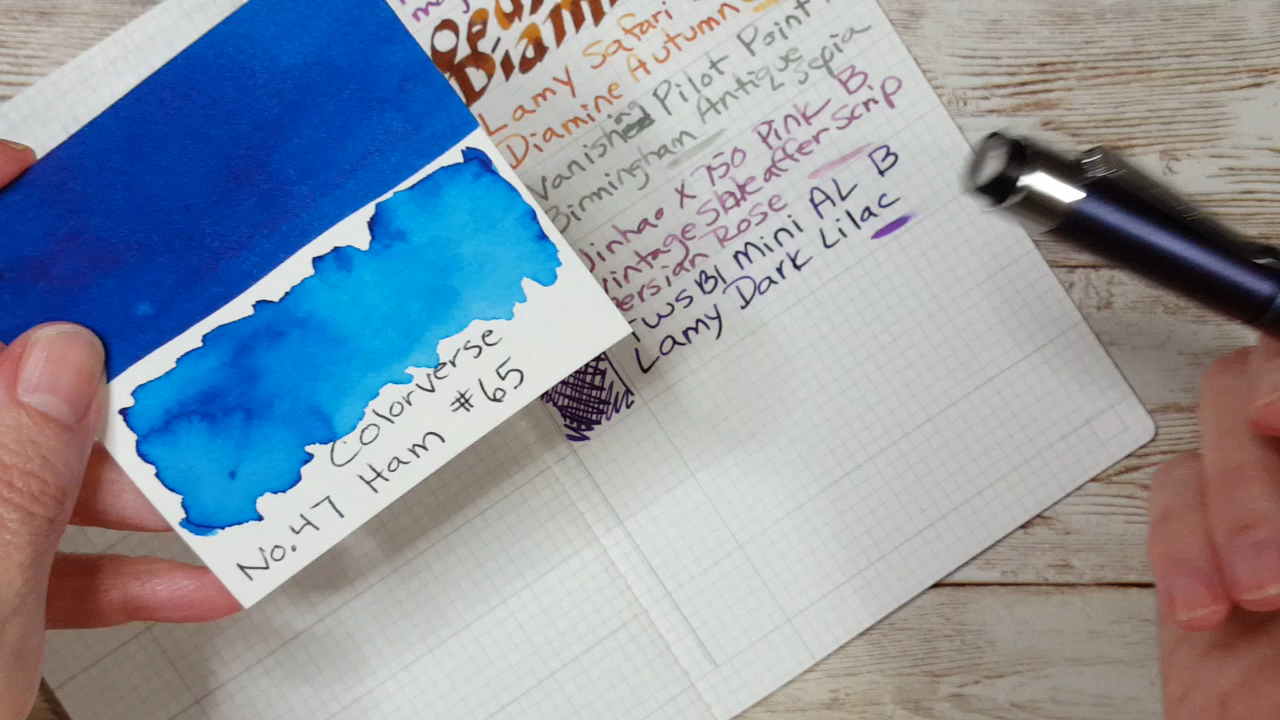 Lamy Safari
Diamine Autumn
Vanishing Pilot Point
Birmingham Antique Sepia
Jinhao X750 Pink B
Vintage Sheaffer Scrip
Persian Rose
TWSBI Mini AL B
Lamy Dark Lilac
Colorverse
No.47 Ham #65